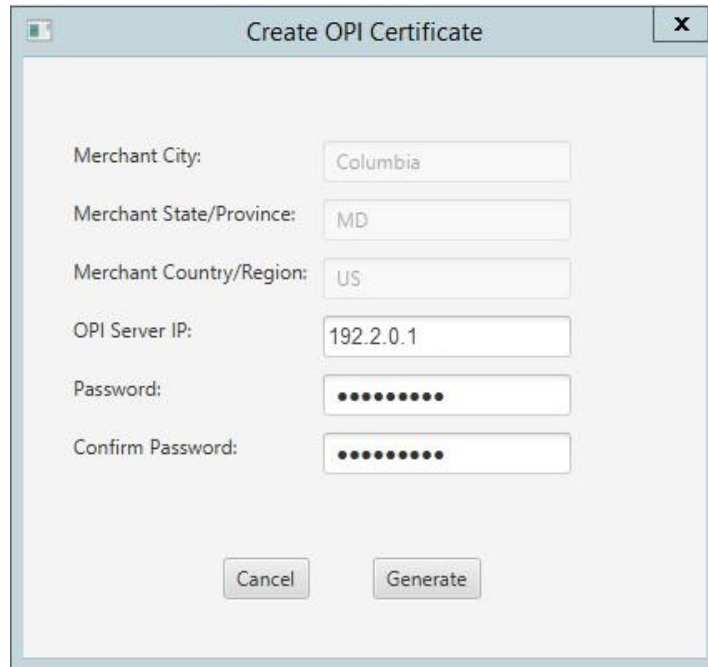 Create OPI Certificate
x
Merchant City: Columbia
Merchant State/Province: MD
Merchant Country/Region: US
OPI Server IP: 192.2.0.1
Password: •••••••••
Confirm Password: •••••••••
Cancel Generate